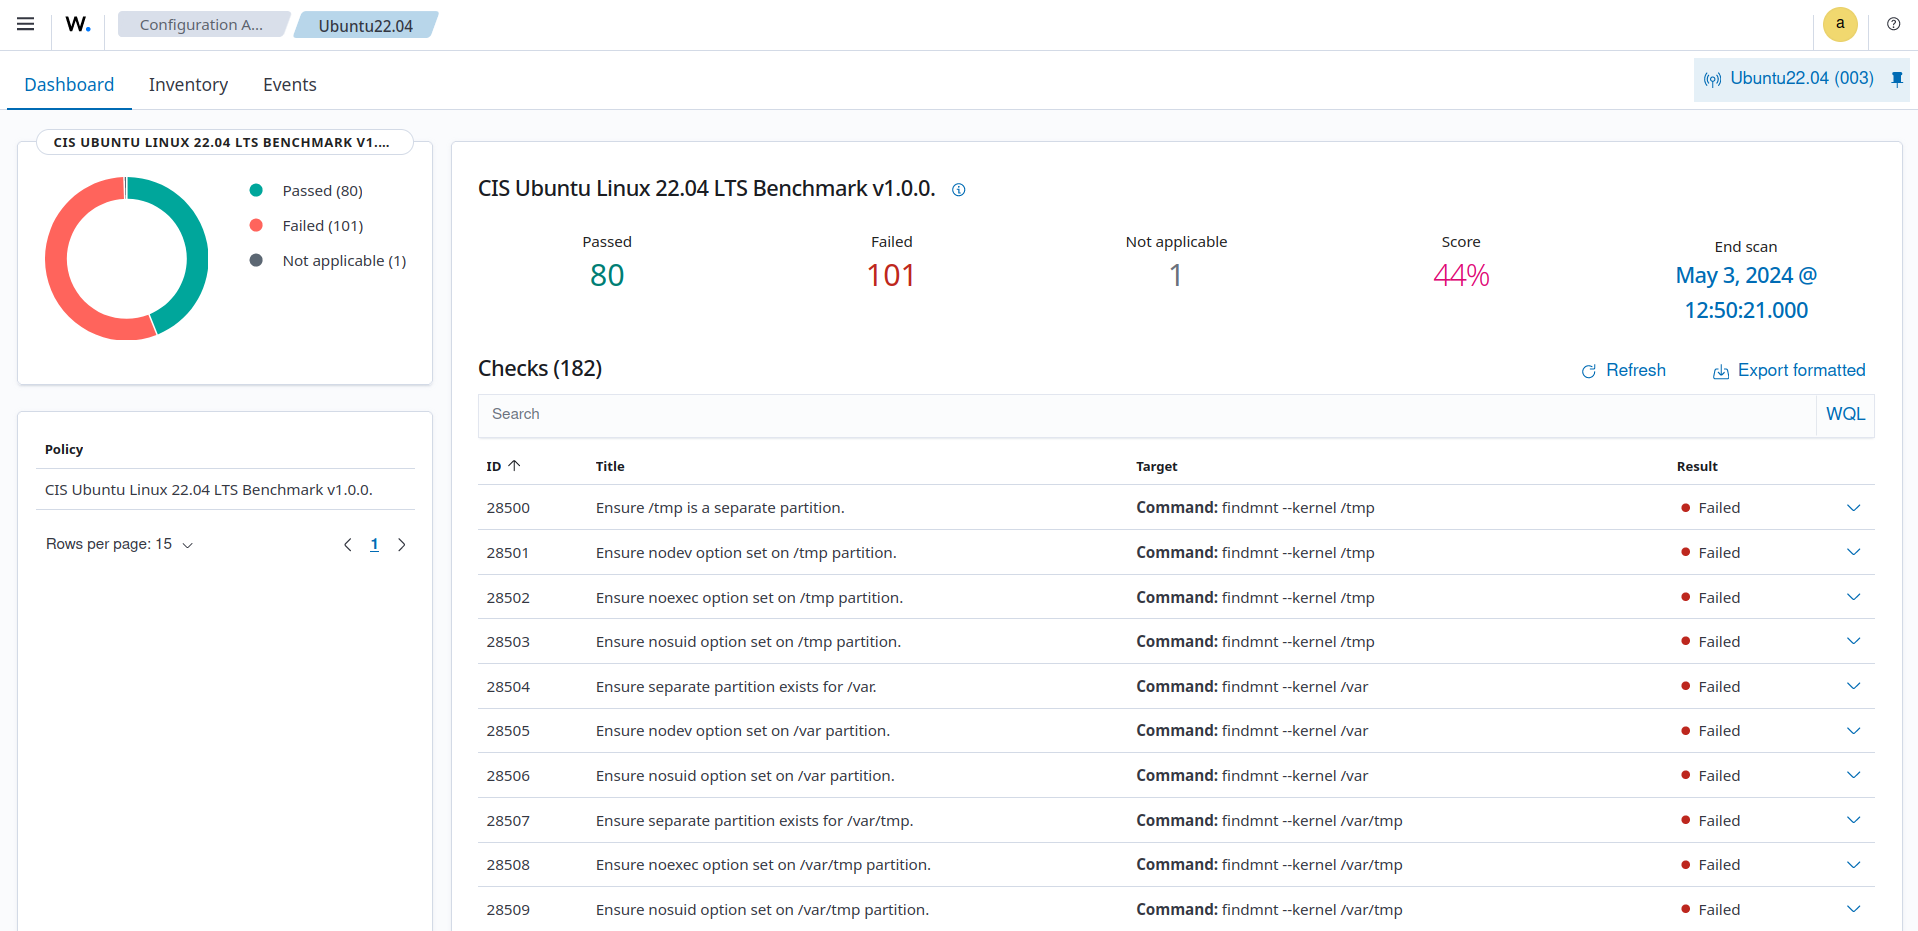 W. Configuration A... Ubuntu22.04 a
Dashboard Inventory Events Ubuntu22.04 (003)
CIS UBUNTU LINUX 22.04 LTS BENCHMARK V1....
Passed (80)
Failed (101)
Not applicable (1)
Policy
CIS Ubuntu Linux 22.04 LTS Benchmark v1.0.0.
Rows per page: 15 1
CIS Ubuntu Linux 22.04 LTS Benchmark v1.0.0.
Passed Failed Not applicable Score End scan
80 101 1 44% May 3, 2024 @
12:50:21.000
Checks (182) Refresh Export formatted
Search WQL
ID Title Target Result
28500 Ensure /tmp is a separate partition. Command: findmnt --kernel /tmp Failed
28501 Ensure nodev option set on /tmp partition. Command: findmnt --kernel /tmp Failed
28502 Ensure noexec option set on /tmp partition. Command: findmnt --kernel /tmp Failed
28503 Ensure nosuid option set on /tmp partition. Command: findmnt --kernel /tmp Failed
28504 Ensure separate partition exists for /var. Command: findmnt --kernel /var Failed
28505 Ensure nodev option set on /var partition. Command: findmnt --kernel /var Failed
28506 Ensure nosuid option set on /var partition. Command: findmnt --kernel /var Failed
28507 Ensure separate partition exists for /var/tmp. Command: findmnt --kernel /var/tmp Failed
28508 Ensure noexec option set on /var/tmp partition. Command: findmnt --kernel /var/tmp Failed
28509 Ensure nosuid option set on /var/tmp partition. Command: findmnt --kernel /var/tmp Failed